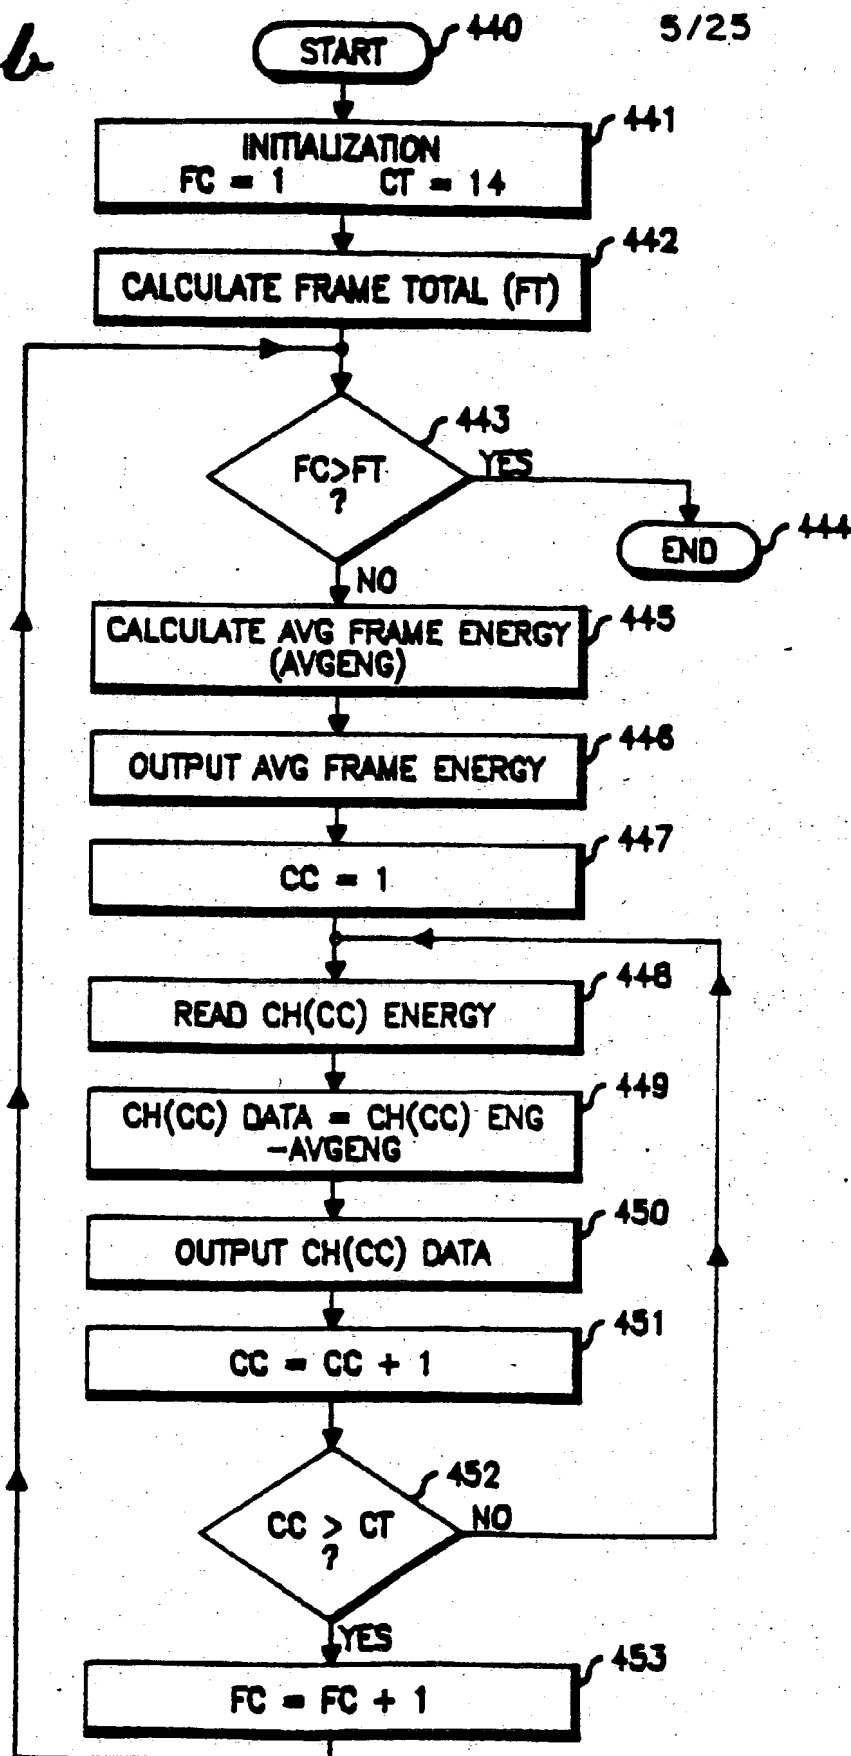 b
5/25
START
440
INITIALIZATION
FC = 1 CT = 14
441
CALCULATE FRAME TOTAL (FT)
442
FC>FT
?
443
YES
END
444
NO
CALCULATE AVG FRAME ENERGY
(AVGENG)
445
OUTPUT AVG FRAME ENERGY
446
CC = 1
447
READ CH(CC) ENERGY
448
CH(CC) DATA = CH(CC) ENG
-AVGENG
449
OUTPUT CH(CC) DATA
450
CC = CC + 1
451
CC > CT
?
452
NO
YES
FC = FC + 1
453